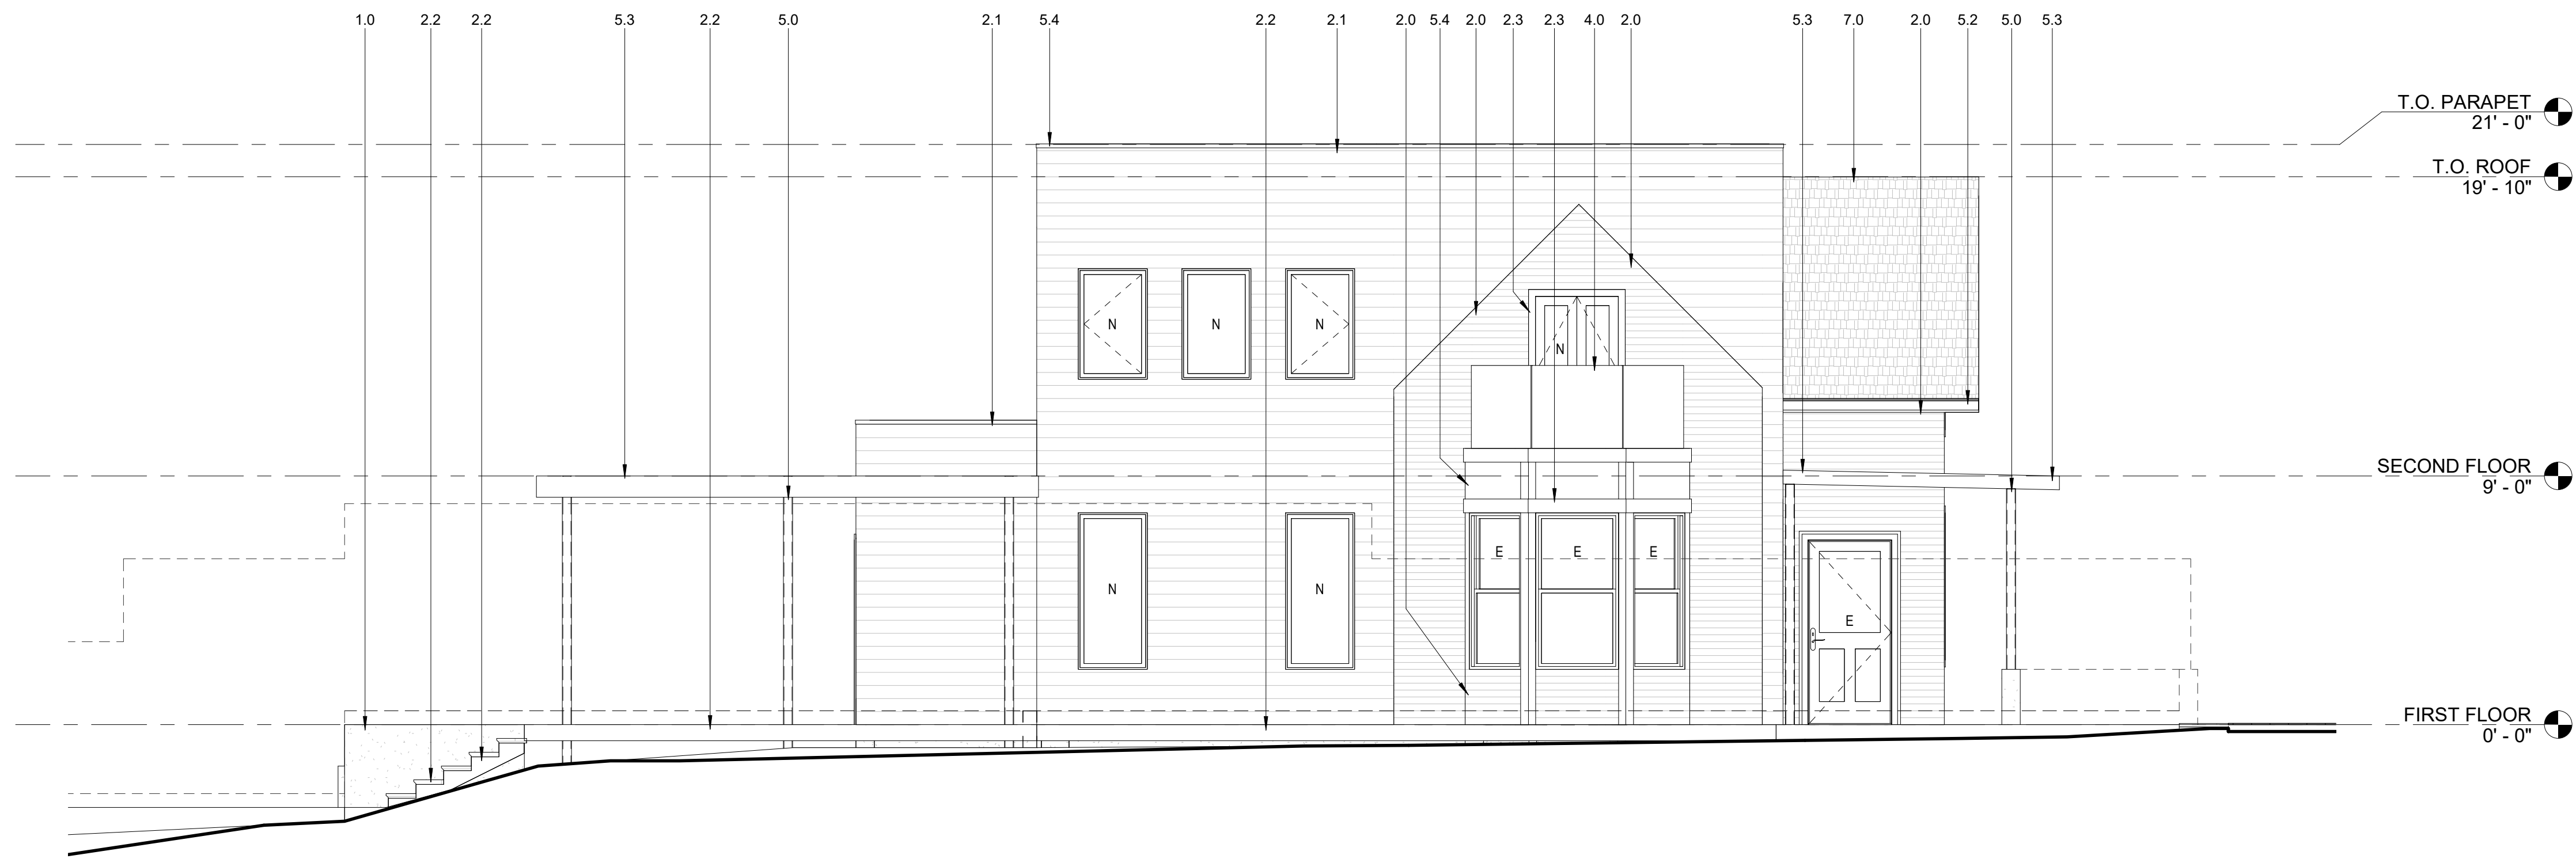 1.0 2.2 2.2 5.3 2.2 5.0 2.1 5.4 2.2 2.1 2.0 5.4 2.0 2.3 2.3 4.0 2.0 5.3 7.0 2.0 5.2 5.0 5.3
T.O. PARAPET
21' - 0"
T.O. ROOF
19' - 10"
N N N
N
SECOND FLOOR
9' - 0"
E E E
N N
E
FIRST FLOOR
0' - 0"